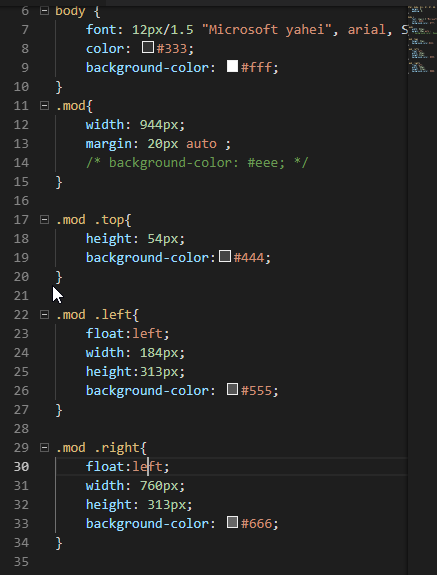 6 body {
7 font: 12px/1.5 "Microsoft yahei", arial, S
8 color: #333;
9 background-color: #fff;
10 }
11 .mod{
12 width: 944px;
13 margin: 20px auto ;
14 /* background-color: #eee; */
15 }
16
17 .mod .top{
18 height: 54px;
19 background-color:#444;
20 }
21
22 .mod .left{
23 float:left;
24 width: 184px;
25 height:313px;
26 background-color: #555;
27 }
28
29 .mod .right{
30 float:left;
31 width: 760px;
32 height: 313px;
33 background-color: #666;
34 }
35